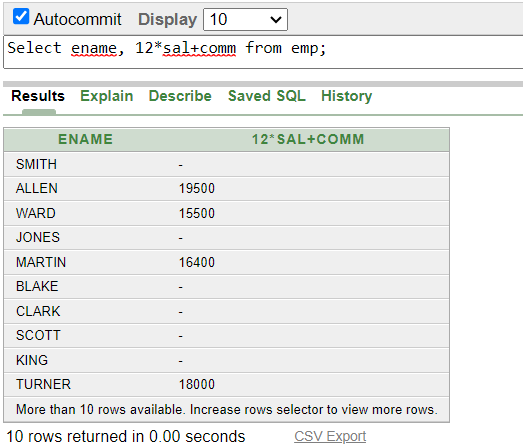 Autocommit Display 10
Select ename, 12*sal+comm from emp;
Results Explain Describe Saved SQL History
ENAME 12*SAL+COMM
SMITH -
ALLEN 19500
WARD 15500
JONES -
MARTIN 16400
BLAKE -
CLARK -
SCOTT -
KING -
TURNER 18000
More than 10 rows available. Increase rows selector to view more rows.
10 rows returned in 0.00 seconds CSV Export